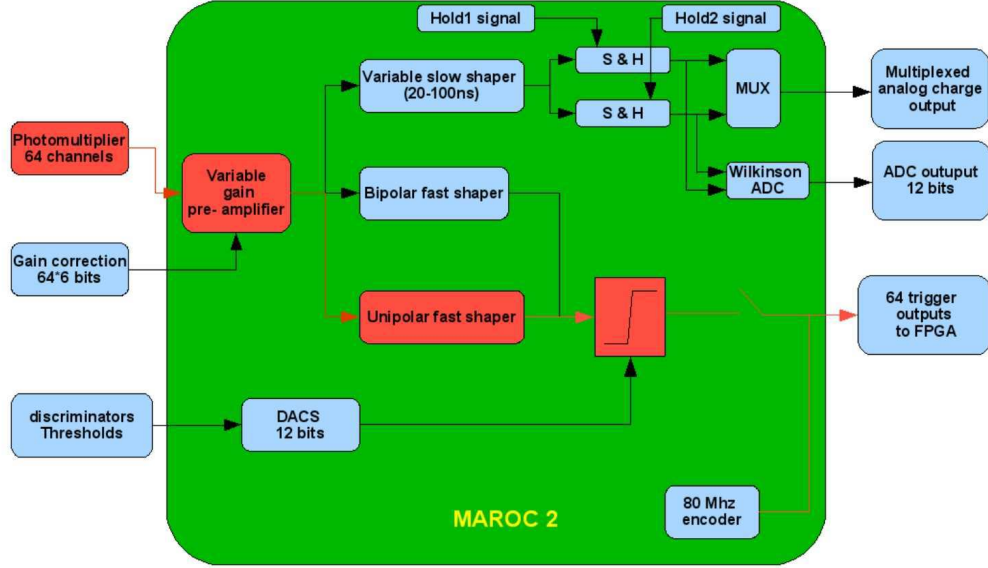 Hold1 signal
Hold2 signal
Variable slow shaper
(20-100ns)
S & H
S & H
MUX
Multiplexed
analog charge
output
Photomultiplier
64 channels
Variable
gain
pre- amplifier
Bipolar fast shaper
Wilkinson
ADC
ADC outuput
12 bits
Gain correction
64*6 bits
Unipolar fast shaper
64 trigger
outputs
to FPGA
discriminators
Thresholds
DACS
12 bits
80 Mhz
encoder
MAROC 2